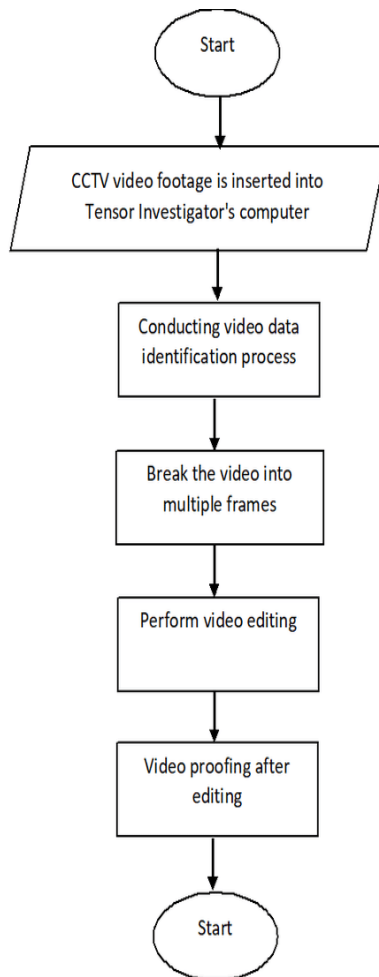 Start
CCTV video footage is inserted into
Tensor Investigator's computer
Conducting video data
identification process
Break the video into
multiple frames
Perform video editing
Video proofing after
editing
Start